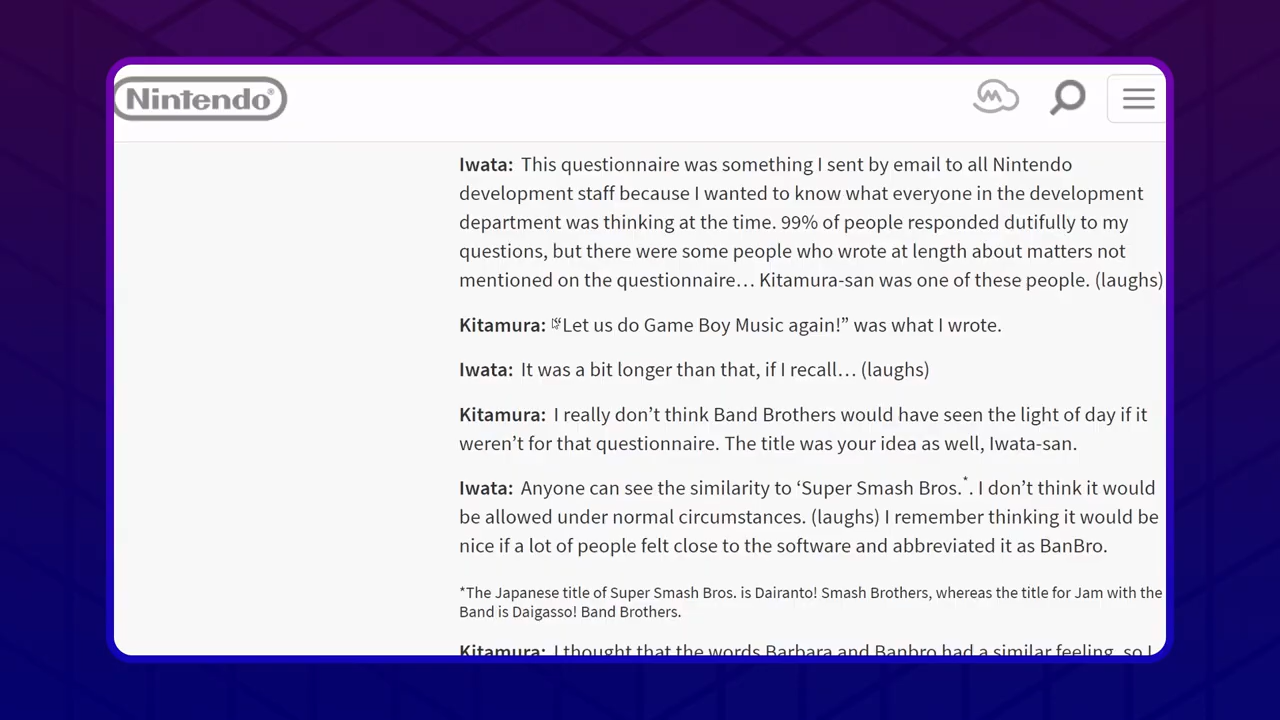 Nintendo®
Iwata: This questionnaire was something I sent by email to all Nintendo
development staff because I wanted to know what everyone in the development
department was thinking at the time. 99% of people responded dutifully to my
questions, but there were some people who wrote at length about matters not
mentioned on the questionnaire… Kitamura-san was one of these people. (laughs)
Kitamura: “Let us do Game Boy Music again!” was what I wrote.
Iwata: It was a bit longer than that, if I recall… (laughs)
Kitamura: I really don’t think Band Brothers would have seen the light of day if it
weren’t for that questionnaire. The title was your idea as well, Iwata-san.
Iwata: Anyone can see the similarity to ‘Super Smash Bros.*. I don’t think it would
be allowed under normal circumstances. (laughs) I remember thinking it would be
nice if a lot of people felt close to the software and abbreviated it as BanBro.
*The Japanese title of Super Smash Bros. is Dairanto! Smash Brothers, whereas the title for Jam with the
Band is Daigasso! Band Brothers.
Kitamura: I thought that the words Barbara and Banbro had a similar feeling, so I